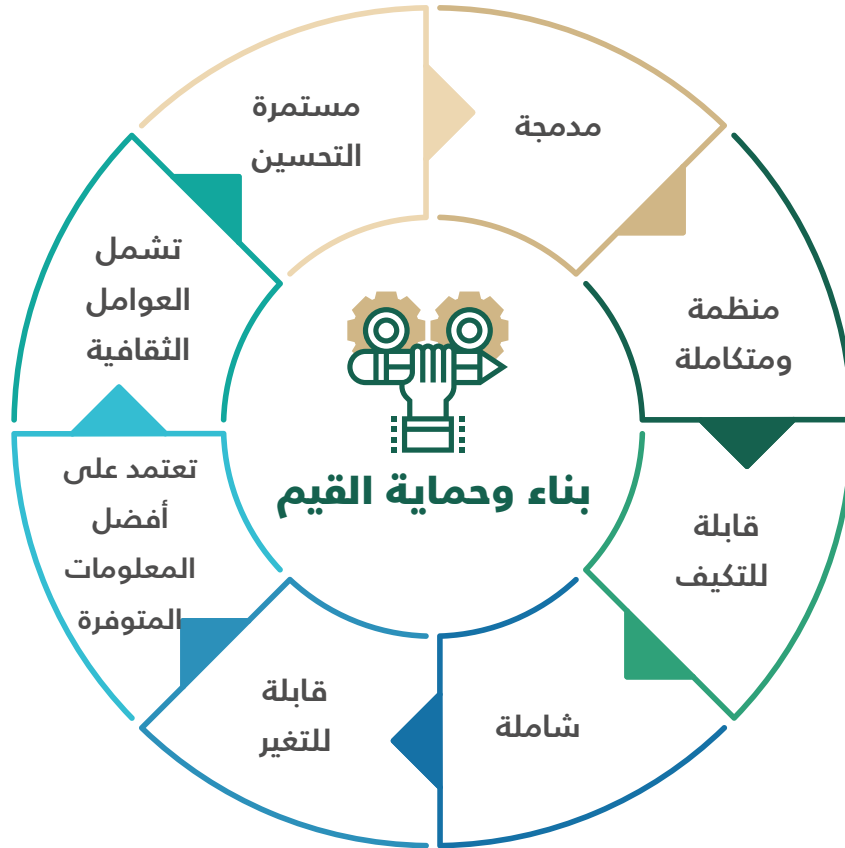 مدمجة
منظمة
ومتكاملة
قابلة
للتكيف
شاملة
قابلة
للتغير
تعتمد على
أفضل
المعلومات
المتوفرة
تشمل
العوامل
الثقافية
مستمرة
التحسين
بناء وحماية القيم